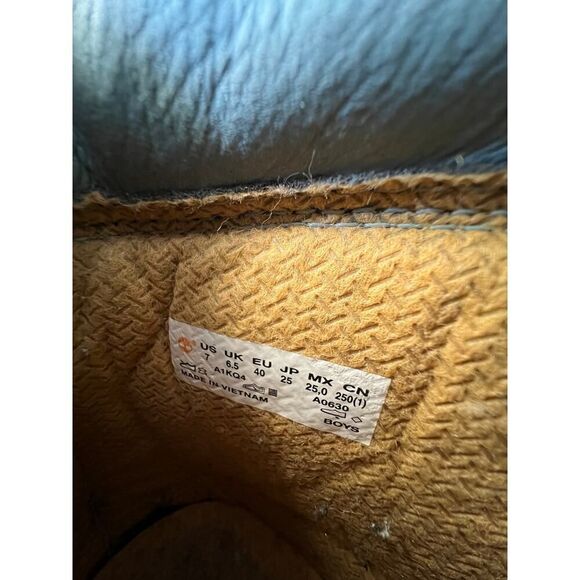 US UK EU JP MX CN
7 6.5 40 25 25,0 250(1)
A1KQ4 A0630
MADE IN VIETNAM BOYS